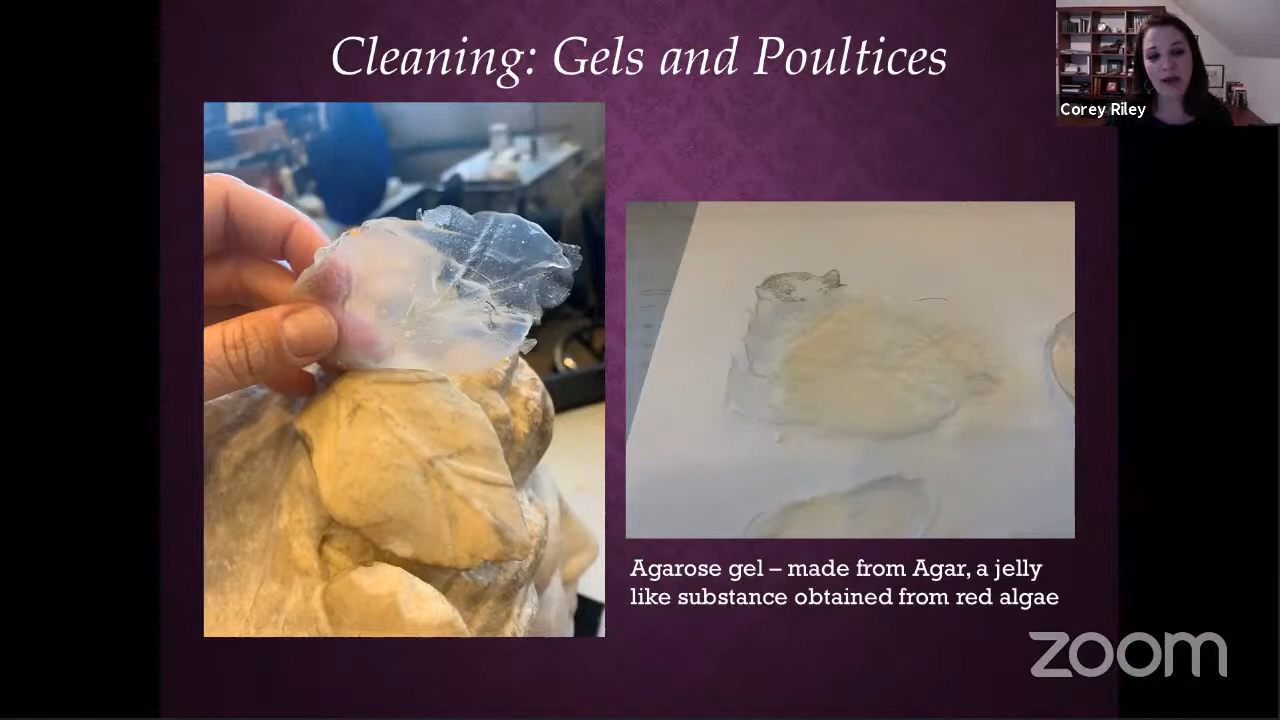 Cleaning: Gels and Poultices
Corey Riley
Agarose gel – made from Agar, a jelly
like substance obtained from red algae
zoom